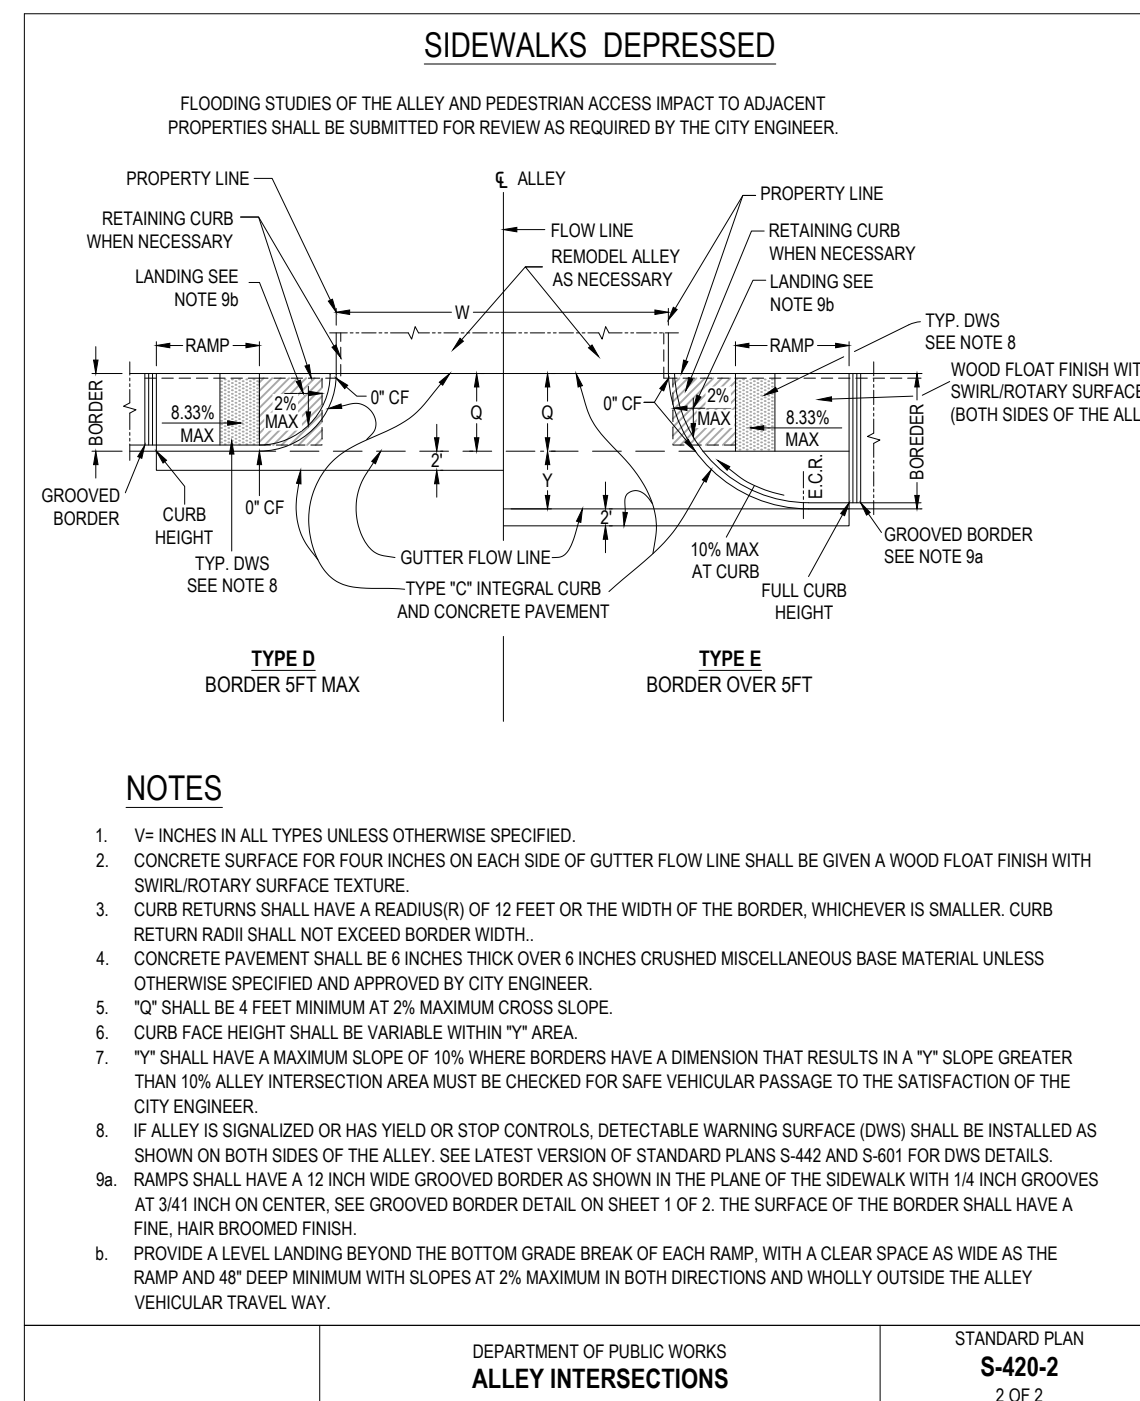 SIDEWALKS DEPRESSED
FLOODING STUDIES OF THE ALLEY AND PEDESTRIAN ACCESS IMPACT TO ADJACENT
PROPERTIES SHALL BE SUBMITTED FOR REVIEW AS REQUIRED BY THE CITY ENGINEER.
PROPERTY LINE
℄ ALLEY
PROPERTY LINE
RETAINING CURB
WHEN NECESSARY
FLOW LINE
RETAINING CURB
WHEN NECESSARY
REMODEL ALLEY
AS NECESSARY
LANDING SEE
NOTE 9b
LANDING SEE
NOTE 9b
W
TYP. DWS
SEE NOTE 8
RAMP
RAMP
WOOD FLOAT FINISH WIT
SWIRL/ROTARY SURFACE
(BOTH SIDES OF THE ALL
BORDER
8.33%
MAX
2%
MAX
0" CF
Q
Q
0" CF
2%
MAX
8.33%
MAX
BOREDER
2'
Y
E.C.R.
GROOVED
BORDER
CURB
HEIGHT
0" CF
2'
TYP. DWS
SEE NOTE 8
GUTTER FLOW LINE
10% MAX
AT CURB
GROOVED BORDER
SEE NOTE 9a
FULL CURB
HEIGHT
TYPE "C" INTEGRAL CURB
AND CONCRETE PAVEMENT
TYPE D
BORDER 5FT MAX
TYPE E
BORDER OVER 5FT
NOTES
1. V= INCHES IN ALL TYPES UNLESS OTHERWISE SPECIFIED.
2. CONCRETE SURFACE FOR FOUR INCHES ON EACH SIDE OF GUTTER FLOW LINE SHALL BE GIVEN A WOOD FLOAT FINISH WITH
SWIRL/ROTARY SURFACE TEXTURE.
3. CURB RETURNS SHALL HAVE A READIUS(R) OF 12 FEET OR THE WIDTH OF THE BORDER, WHICHEVER IS SMALLER. CURB
RETURN RADII SHALL NOT EXCEED BORDER WIDTH..
4. CONCRETE PAVEMENT SHALL BE 6 INCHES THICK OVER 6 INCHES CRUSHED MISCELLANEOUS BASE MATERIAL UNLESS
OTHERWISE SPECIFIED AND APPROVED BY CITY ENGINEER.
5. "Q" SHALL BE 4 FEET MINIMUM AT 2% MAXIMUM CROSS SLOPE.
6. CURB FACE HEIGHT SHALL BE VARIABLE WITHIN "Y" AREA.
7. "Y" SHALL HAVE A MAXIMUM SLOPE OF 10% WHERE BORDERS HAVE A DIMENSION THAT RESULTS IN A "Y" SLOPE GREATER
THAN 10% ALLEY INTERSECTION AREA MUST BE CHECKED FOR SAFE VEHICULAR PASSAGE TO THE SATISFACTION OF THE
CITY ENGINEER.
8. IF ALLEY IS SIGNALIZED OR HAS YIELD OR STOP CONTROLS, DETECTABLE WARNING SURFACE (DWS) SHALL BE INSTALLED AS
SHOWN ON BOTH SIDES OF THE ALLEY. SEE LATEST VERSION OF STANDARD PLANS S-442 AND S-601 FOR DWS DETAILS.
9a. RAMPS SHALL HAVE A 12 INCH WIDE GROOVED BORDER AS SHOWN IN THE PLANE OF THE SIDEWALK WITH 1/4 INCH GROOVES
AT 3/41 INCH ON CENTER, SEE GROOVED BORDER DETAIL ON SHEET 1 OF 2. THE SURFACE OF THE BORDER SHALL HAVE A
FINE, HAIR BROOMED FINISH.
b. PROVIDE A LEVEL LANDING BEYOND THE BOTTOM GRADE BREAK OF EACH RAMP, WITH A CLEAR SPACE AS WIDE AS THE
RAMP AND 48" DEEP MINIMUM WITH SLOPES AT 2% MAXIMUM IN BOTH DIRECTIONS AND WHOLLY OUTSIDE THE ALLEY
VEHICULAR TRAVEL WAY.
DEPARTMENT OF PUBLIC WORKS
ALLEY INTERSECTIONS
STANDARD PLAN
S-420-2
2 OF 2